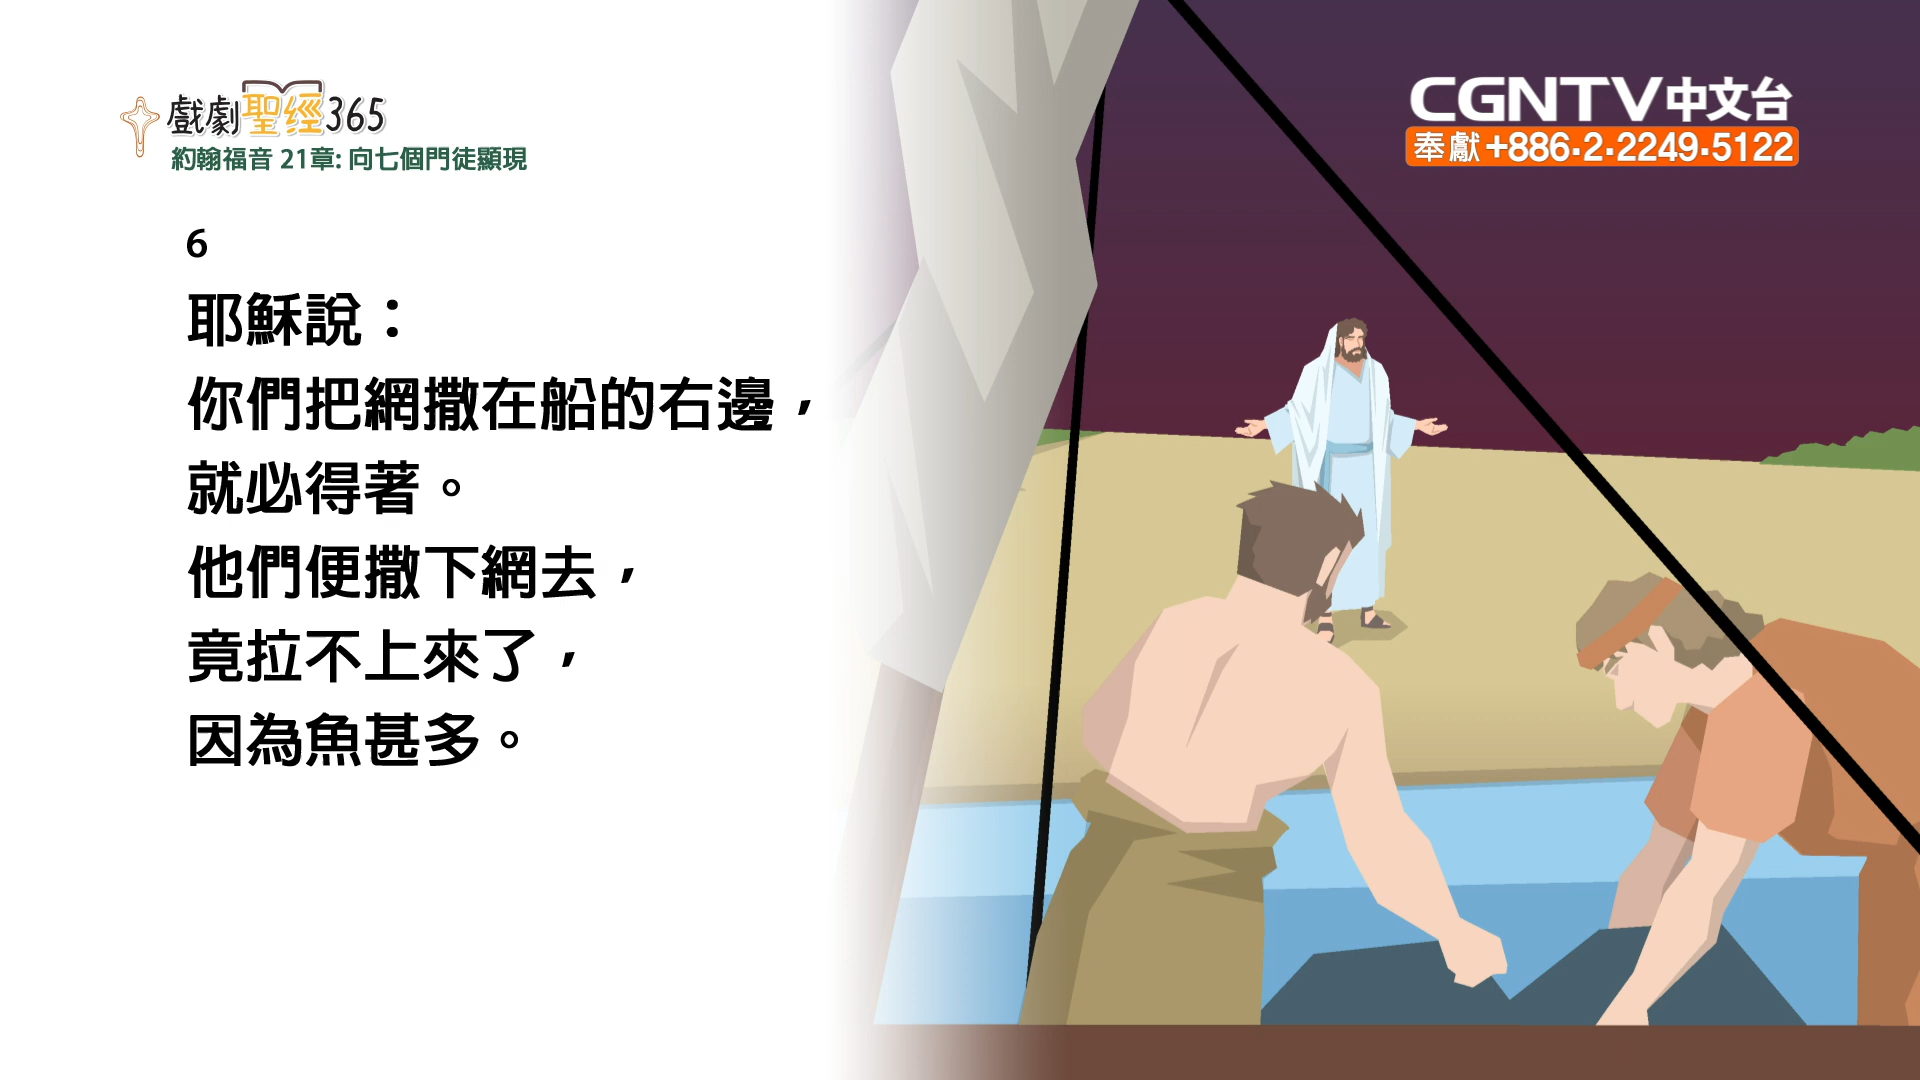 戲劇聖經365
約翰福音 21章: 向七個門徒顯現
CGNTV中文台
奉獻 +886-2-2249-5122
6
耶穌說：
你們把網撒在船的右邊，
就必得著。
他們便撒下網去，
竟拉不上來了，
因為魚甚多。